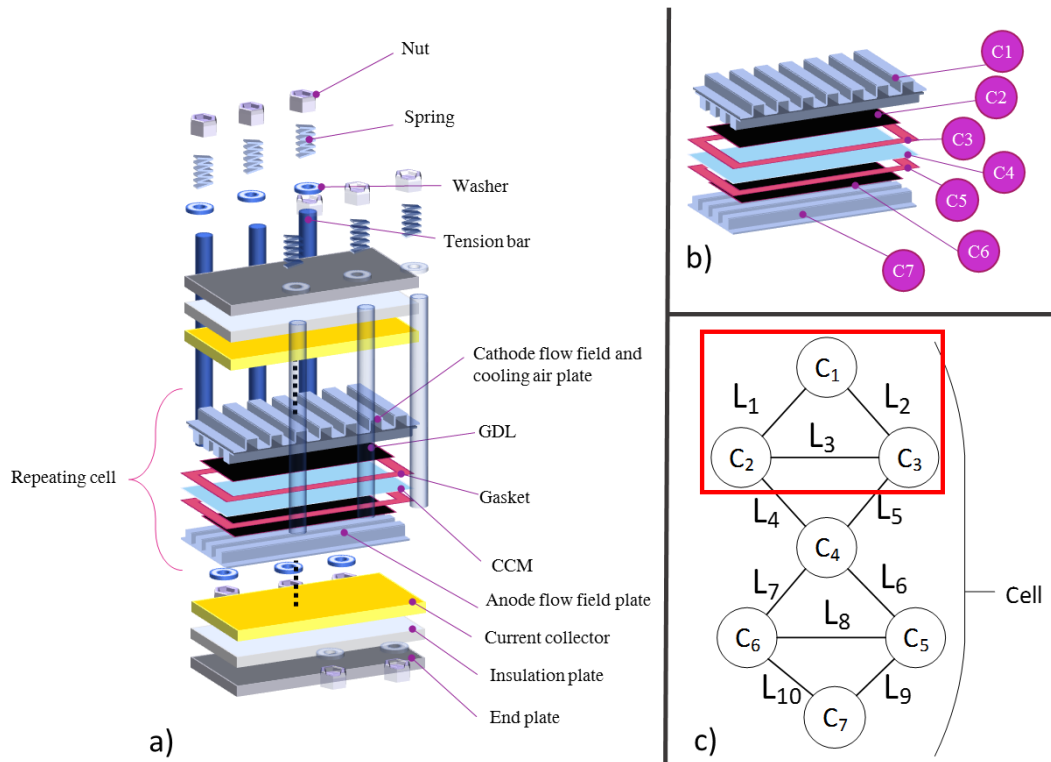 Nut
Spring
Washer
Tension bar
Cathode flow field and
cooling air plate
GDL
Repeating cell
Gasket
CCM
Anode flow field plate
Current collector
Insulation plate
End plate
a)
b)
C1
C2
C3
C4
C5
C6
C7
C₁
L₁
L₂
L₃
C₂
C₃
L₄
L₅
C₄
L₇
L₆
L₈
C₆
C₅
L₁₀
L₉
C₇
Cell
c)